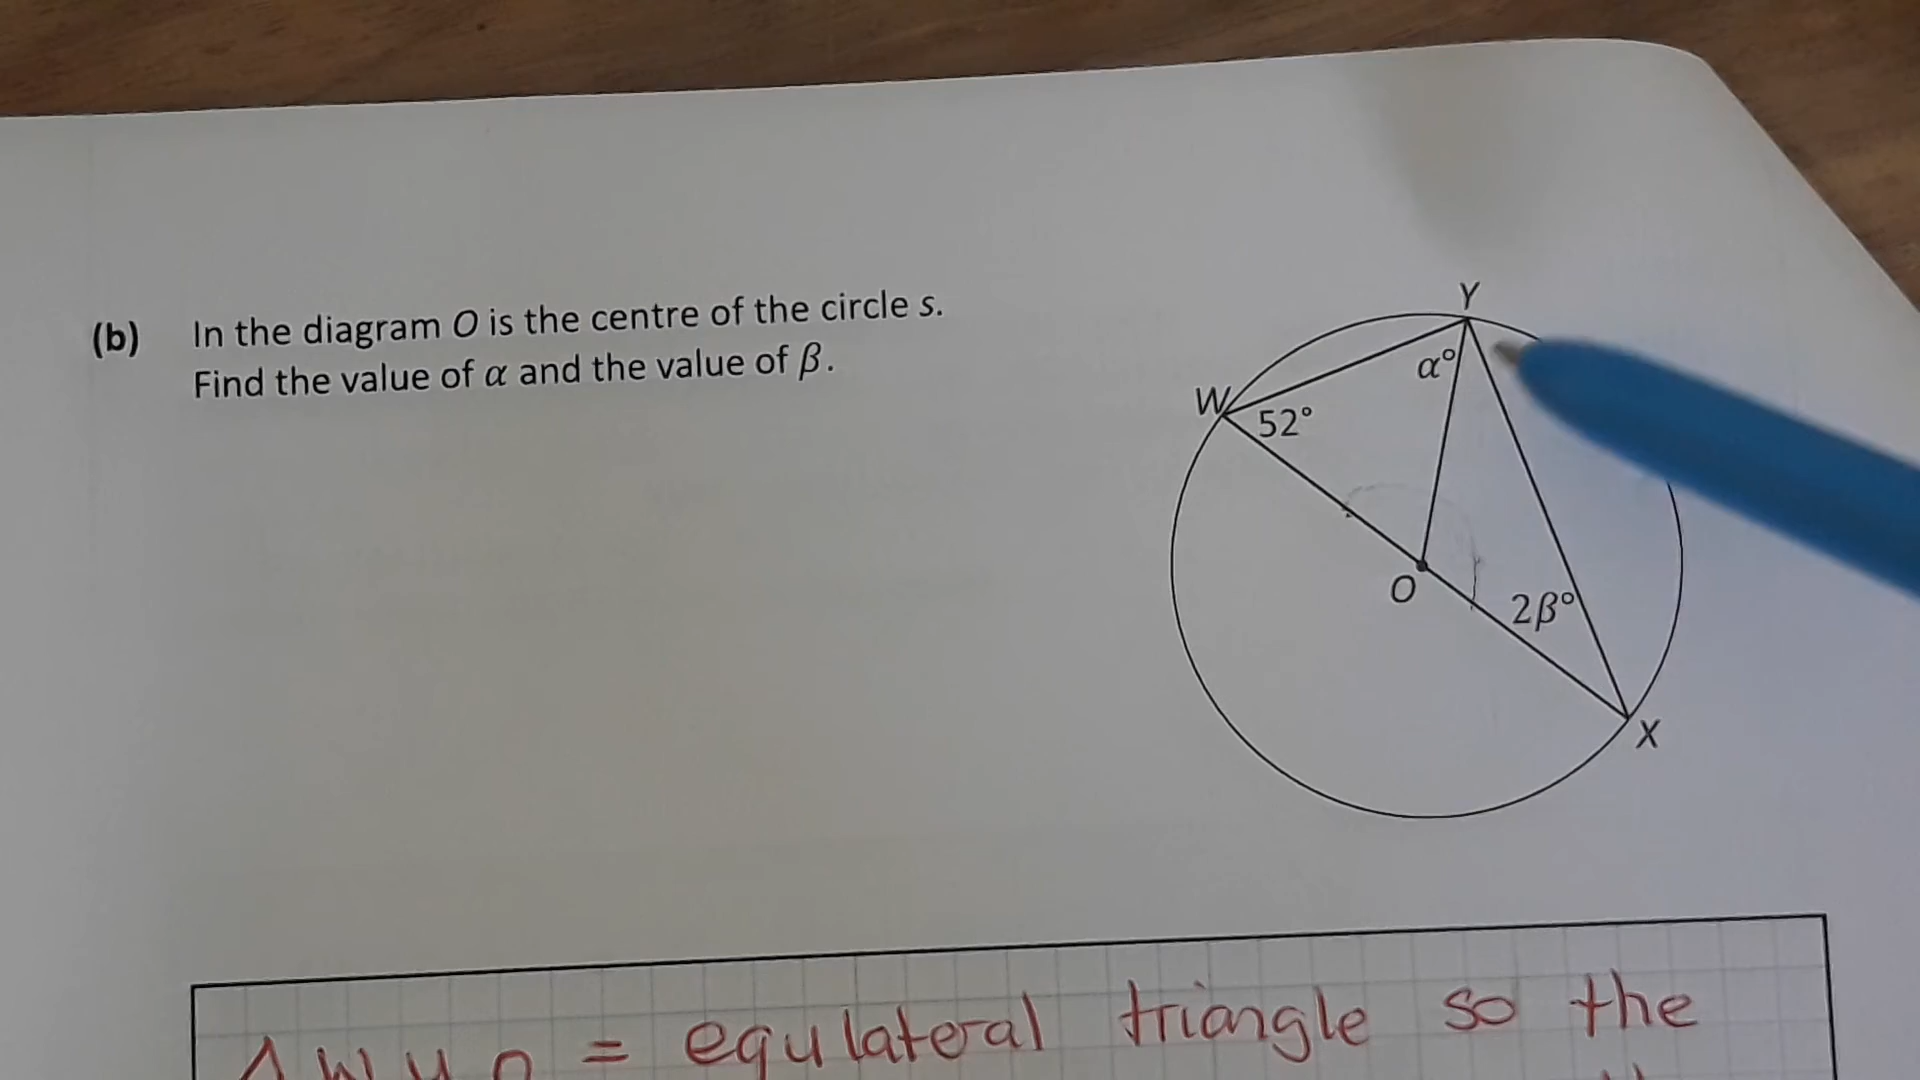 (b) In the diagram O is the centre of the circle s.
Find the value of α and the value of β.
Y
α°
W
52°
O
2β°
X
Δ W Y O = equlateral triangle so the